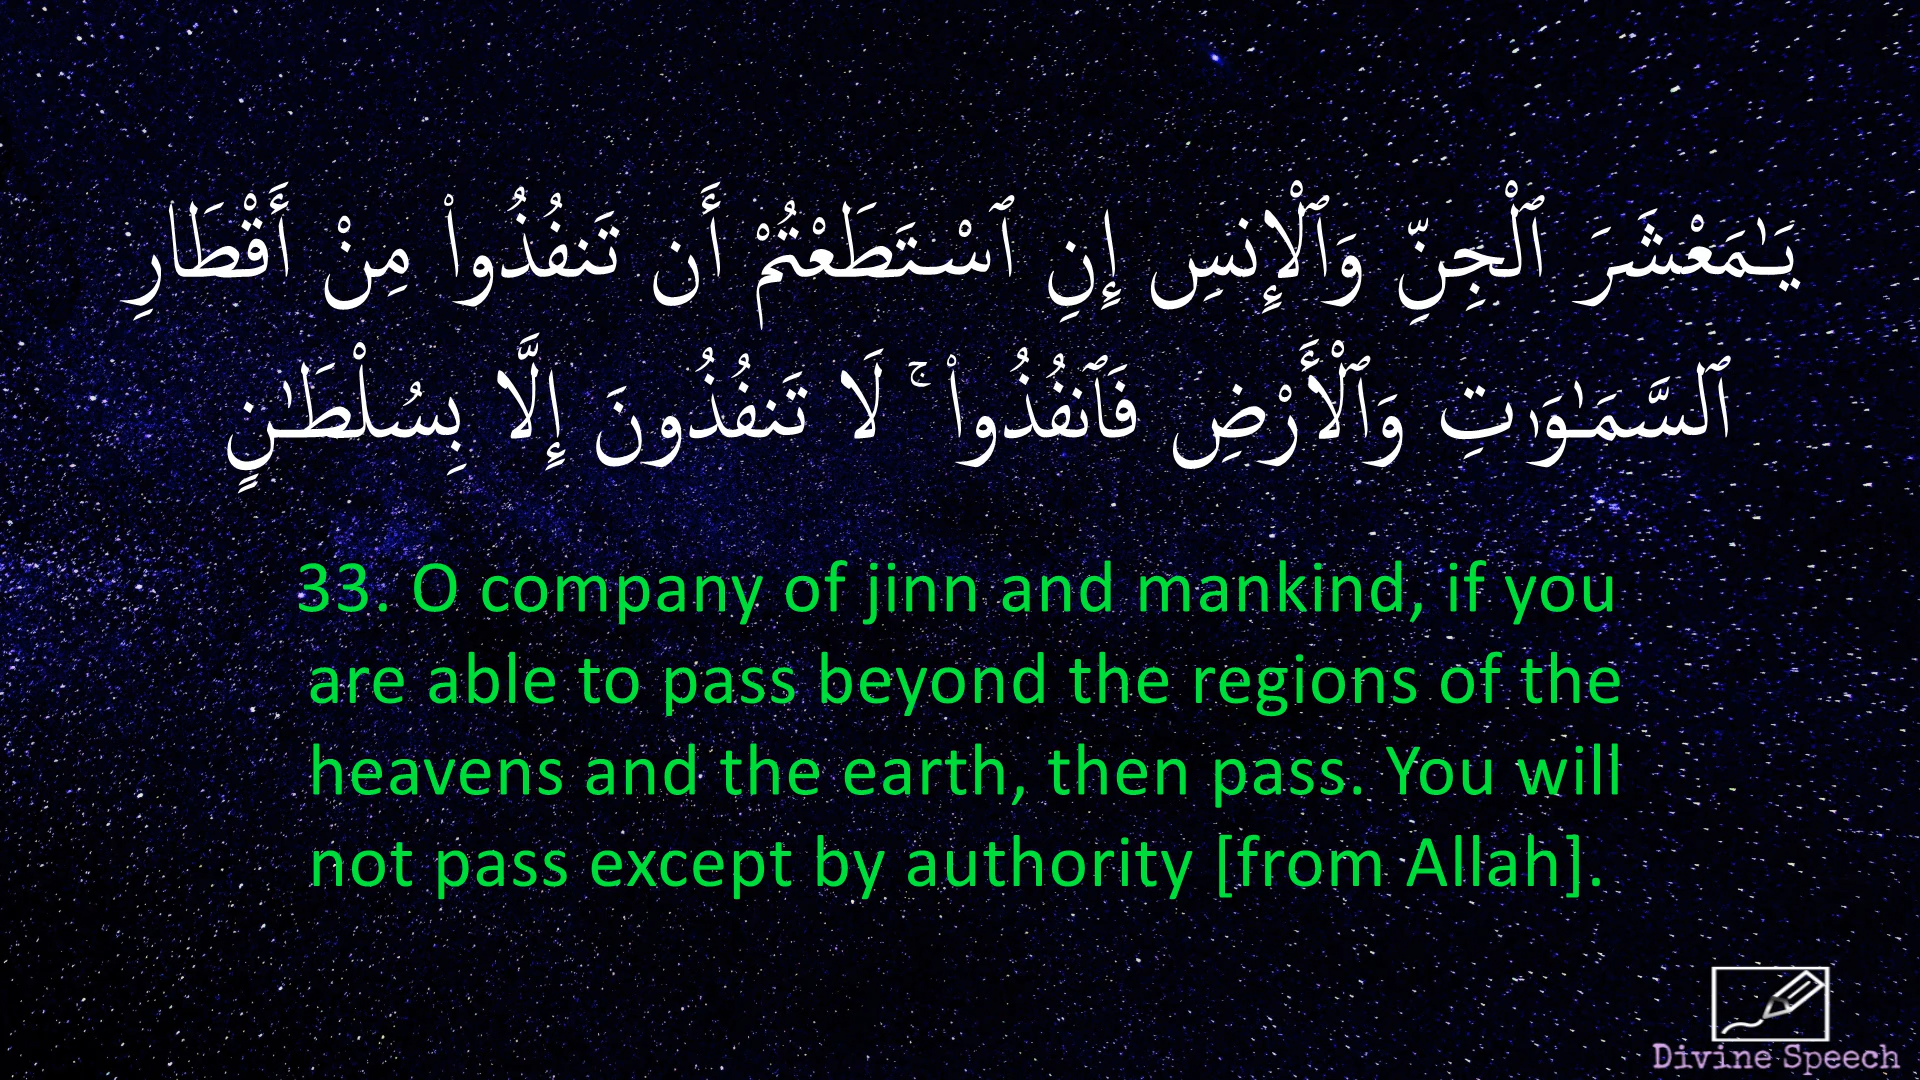 يَـٰمَعْشَرَ ٱلْجِنِّ وَٱلْإِنسِ إِنِ ٱسْتَطَعْتُمْ أَن تَنفُذُوا۟ مِنْ أَقْطَارِ
ٱلسَّمَـٰوَٰتِ وَٱلْأَرْضِ فَٱنفُذُوا۟ ۚ لَا تَنفُذُونَ إِلَّا بِسُلْطَـٰنٍ
33. O company of jinn and mankind, if you
are able to pass beyond the regions of the
heavens and the earth, then pass. You will
not pass except by authority [from Allah].
Divine Speech